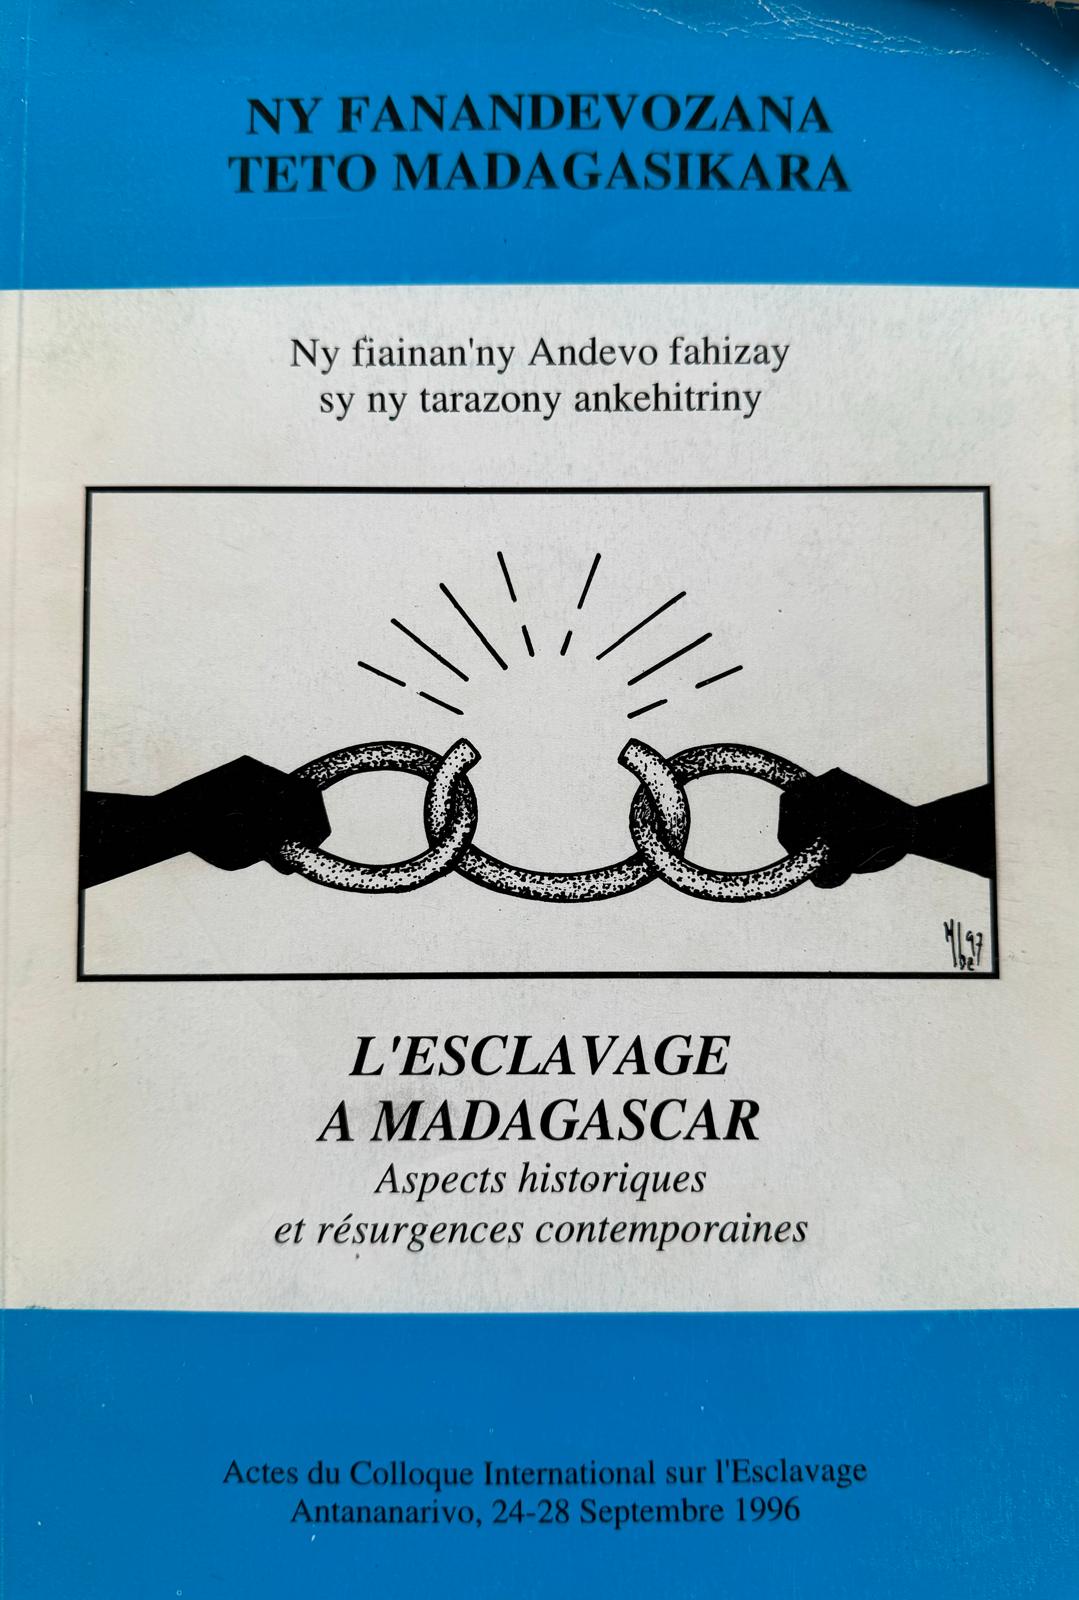 NY FANANDEVOZANA
TETO MADAGASIKARA
Ny fiainan'ny Andevo fahizay
sy ny tarazony ankehitriny
97
L'ESCLAVAGE
A MADAGASCAR
Aspects historiques
et résurgences contemporaines
Actes du Colloque International sur l'Esclavage
Antananarivo, 24-28 Septembre 1996